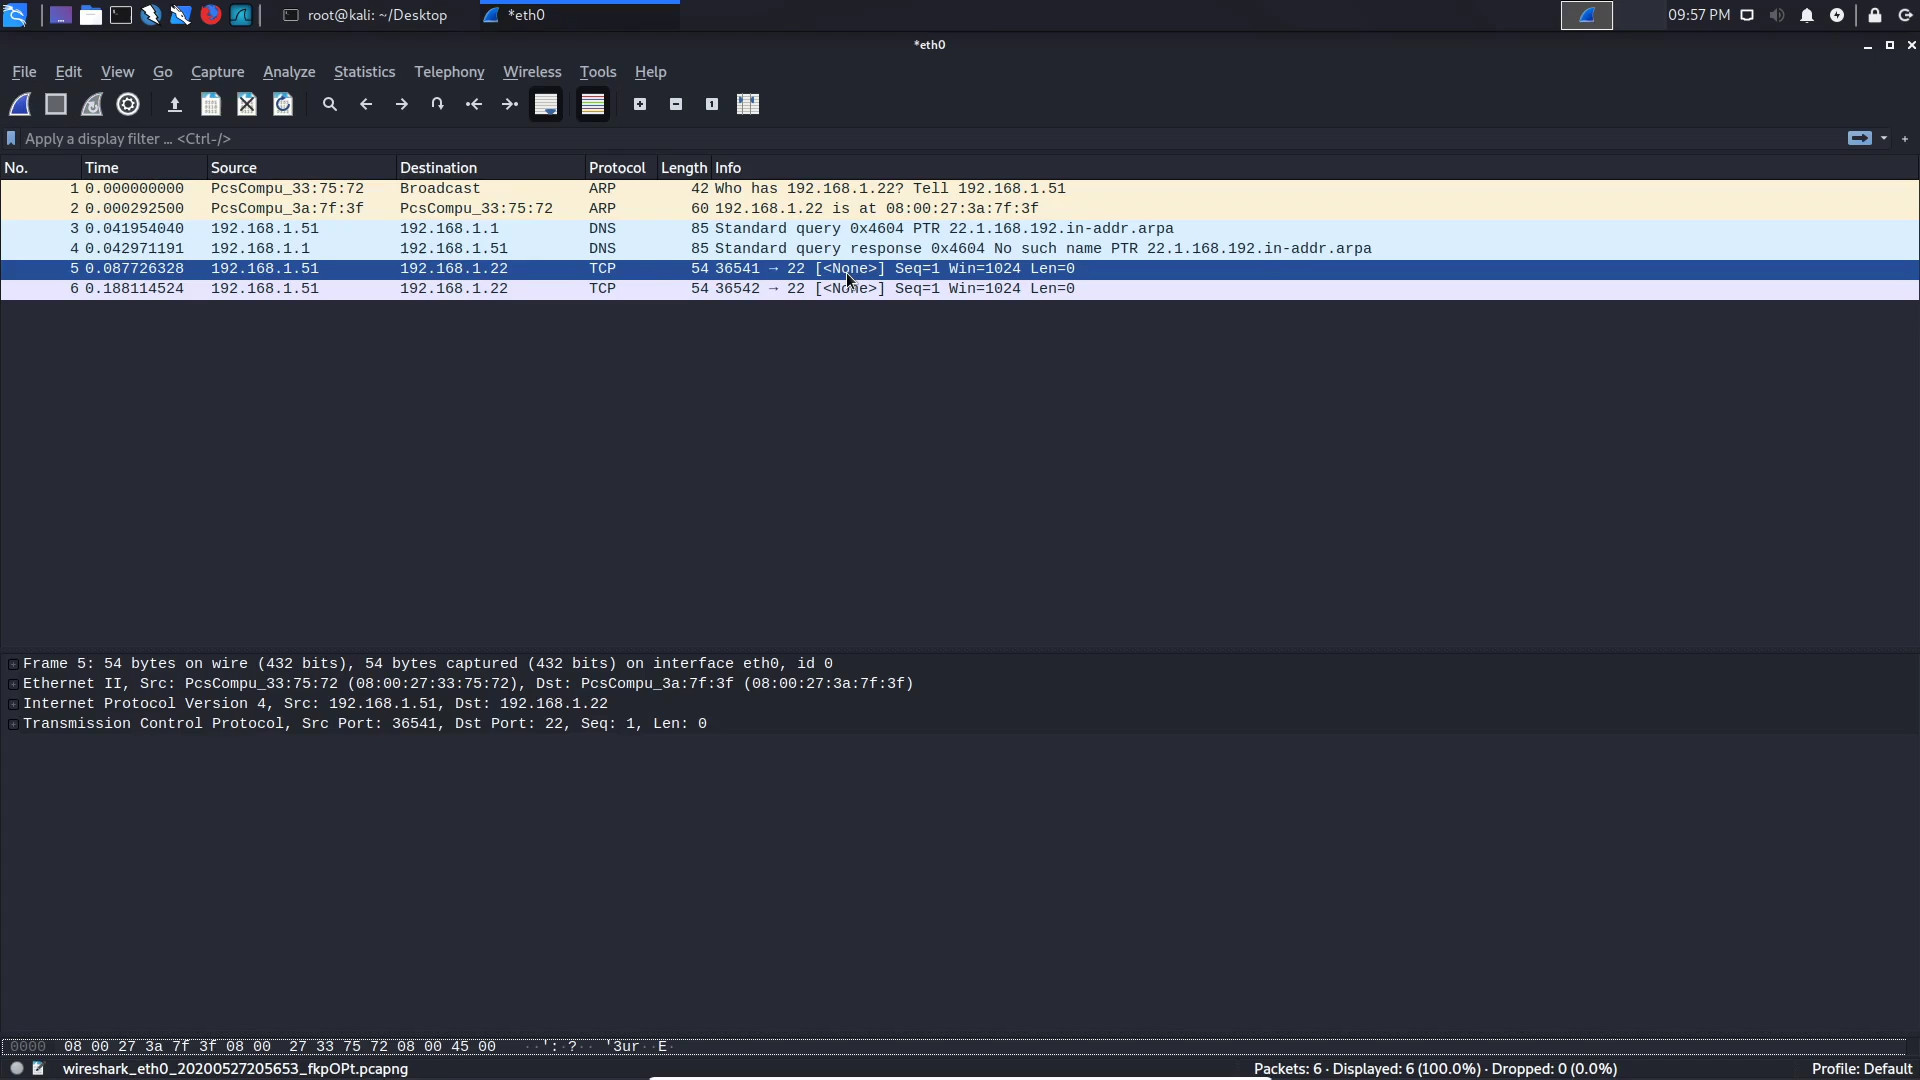 root@kali: ~/Desktop *eth0 09:57 PM
*eth0
File Edit View Go Capture Analyze Statistics Telephony Wireless Tools Help
Apply a display filter … <Ctrl-/>
No. Time Source Destination Protocol Length Info
1 0.000000000 PcsCompu_33:75:72 Broadcast ARP 42 Who has 192.168.1.22? Tell 192.168.1.51
2 0.000292500 PcsCompu_3a:7f:3f PcsCompu_33:75:72 ARP 60 192.168.1.22 is at 08:00:27:3a:7f:3f
3 0.041954040 192.168.1.51 192.168.1.1 DNS 85 Standard query 0x4604 PTR 22.1.168.192.in-addr.arpa
4 0.042971191 192.168.1.1 192.168.1.51 DNS 85 Standard query response 0x4604 No such name PTR 22.1.168.192.in-addr.arpa
5 0.087726328 192.168.1.51 192.168.1.22 TCP 54 36541 → 22 [<None>] Seq=1 Win=1024 Len=0
6 0.188114524 192.168.1.51 192.168.1.22 TCP 54 36542 → 22 [<None>] Seq=1 Win=1024 Len=0
Frame 5: 54 bytes on wire (432 bits), 54 bytes captured (432 bits) on interface eth0, id 0
Ethernet II, Src: PcsCompu_33:75:72 (08:00:27:33:75:72), Dst: PcsCompu_3a:7f:3f (08:00:27:3a:7f:3f)
Internet Protocol Version 4, Src: 192.168.1.51, Dst: 192.168.1.22
Transmission Control Protocol, Src Port: 36541, Dst Port: 22, Seq: 1, Len: 0
0000 08 00 27 3a 7f 3f 08 00 27 33 75 72 08 00 45 00 ··':·?·· '3ur··E·
wireshark_eth0_20200527205653_fkpOPt.pcapng Packets: 6 · Displayed: 6 (100.0%) · Dropped: 0 (0.0%) Profile: Default